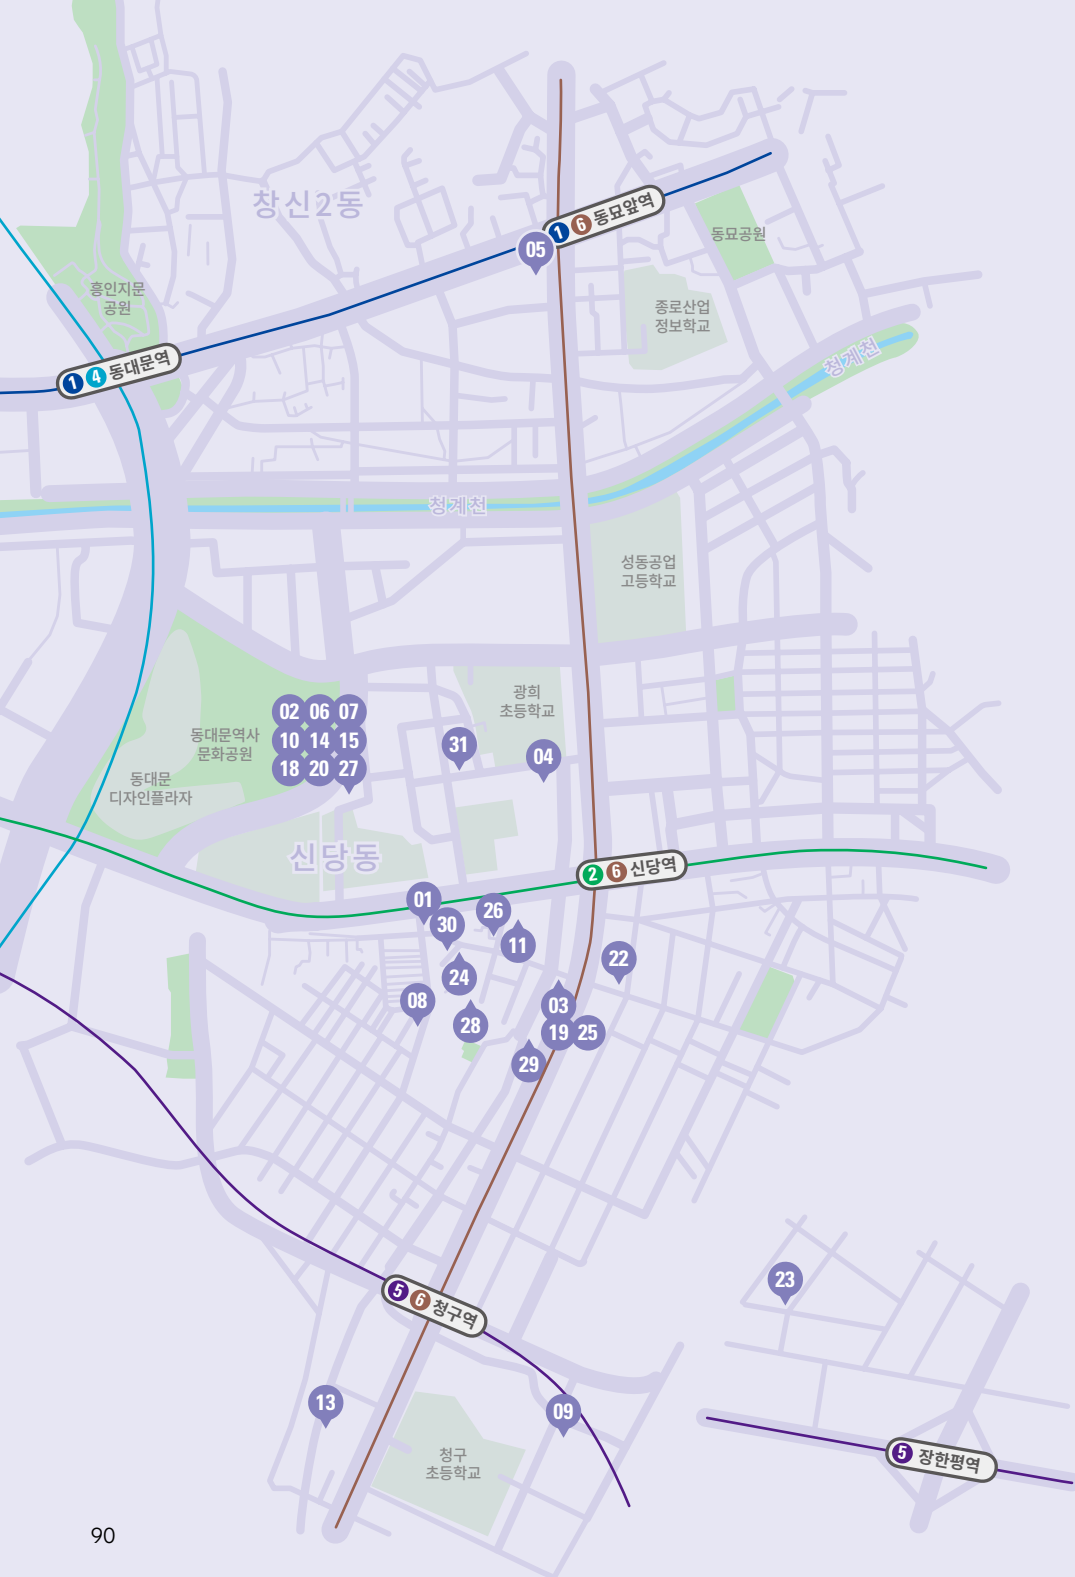 창신2동
1 6 동묘앞역
동묘공원
05
흥인지문
공원
종로산업
정보학교
청계천
1 4 동대문역
청계천
성동공업
고등학교
광희
초등학교
02 06 07
10 14 15
18 20 27
동대문역사
문화공원
31
04
동대문
디자인플라자
신당동
2 6 신당역
01
30
26
11
22
24
08
28
03
19 25
29
23
5 6 청구역
13
09
청구
초등학교
5 장한평역
90